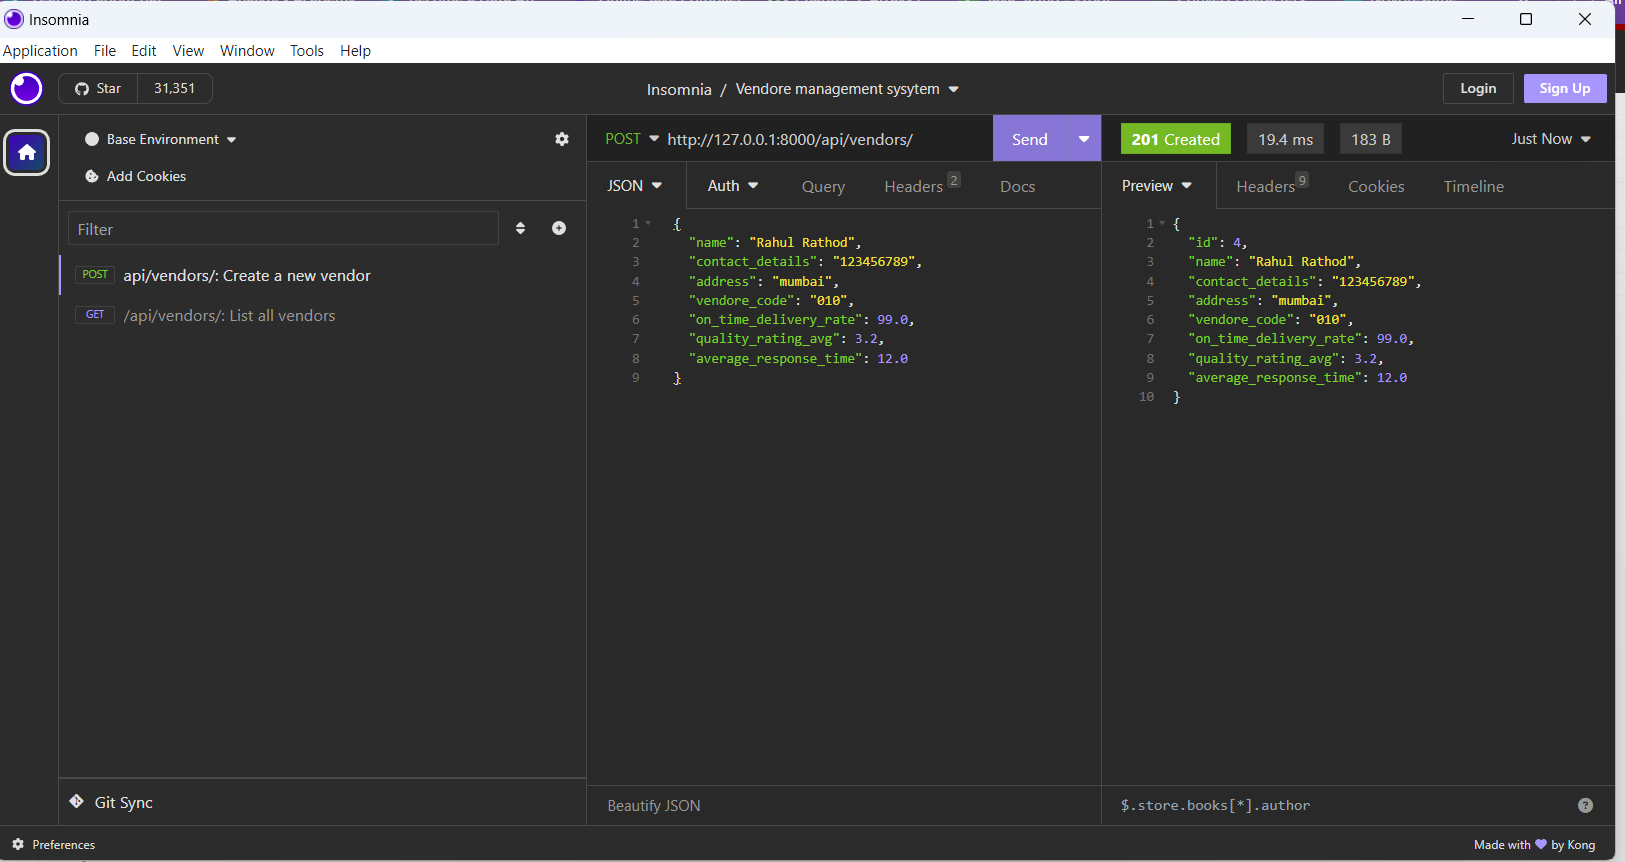 Insomnia
Application File Edit View Window Tools Help
Star 31,351
Insomnia / Vendore management sysytem
Login Sign Up
Base Environment
Add Cookies
Filter
POST api/vendors/: Create a new vendor
GET /api/vendors/: List all vendors
Git Sync
POST http://127.0.0.1:8000/api/vendors/ Send
JSON Auth Query Headers 2 Docs
1 {
2 "name": "Rahul Rathod",
3 "contact_details": "123456789",
4 "address": "mumbai",
5 "vendore_code": "010",
6 "on_time_delivery_rate": 99.0,
7 "quality_rating_avg": 3.2,
8 "average_response_time": 12.0
9 }
Beautify JSON
201 Created 19.4 ms 183 B Just Now
Preview Headers 9 Cookies Timeline
1 {
2 "id": 4,
3 "name": "Rahul Rathod",
4 "contact_details": "123456789",
5 "address": "mumbai",
6 "vendore_code": "010",
7 "on_time_delivery_rate": 99.0,
8 "quality_rating_avg": 3.2,
9 "average_response_time": 12.0
10 }
$.store.books[*].author ?
Preferences
Made with by Kong